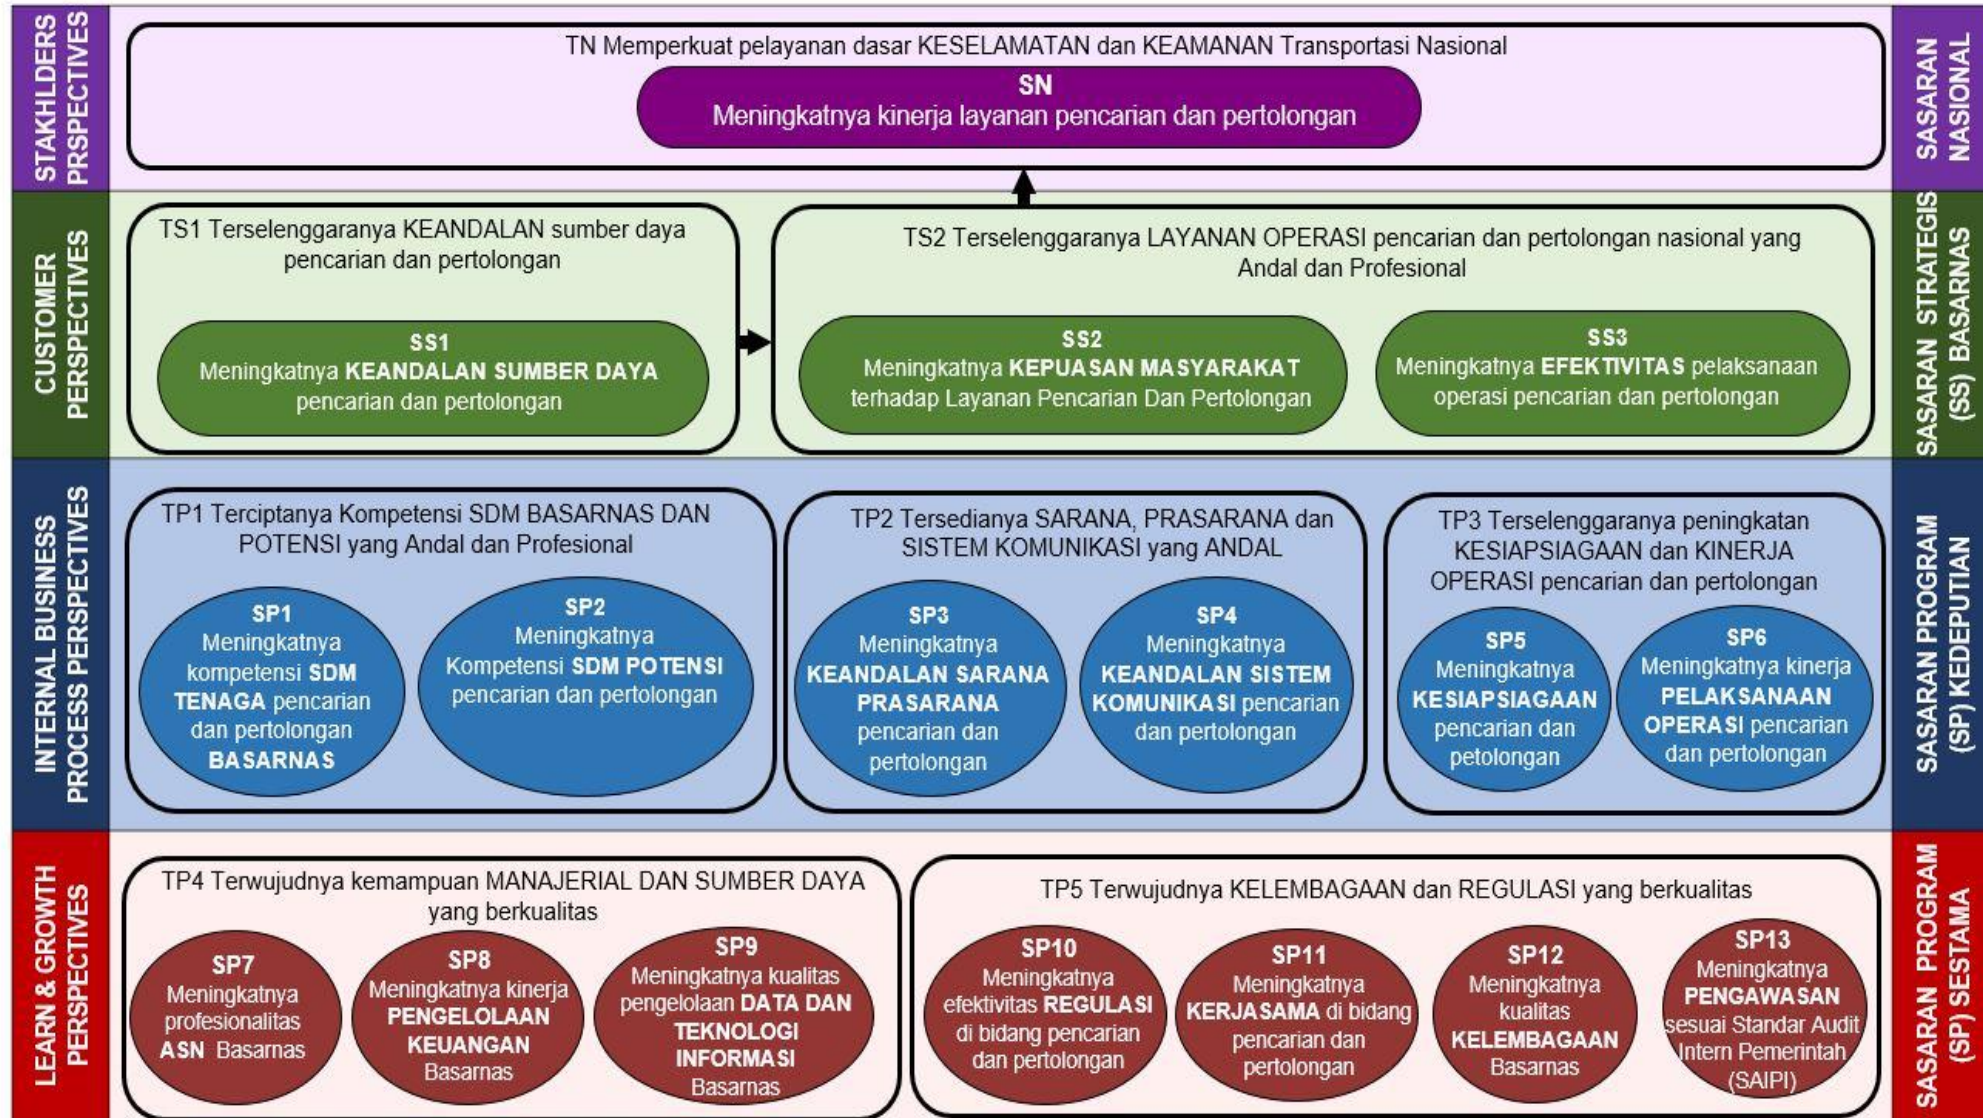 STAKHLDERS
PRSPECTIVES
TN Memperkuat pelayanan dasar KESELAMATAN dan KEAMANAN Transportasi Nasional
SN
Meningkatnya kinerja layanan pencarian dan pertolongan
SASARAN
NASIONAL
CUSTOMER
PERSPECTIVES
TS1 Terselenggaranya KEANDALAN sumber daya
pencarian dan pertolongan
SS1
Meningkatnya KEANDALAN SUMBER DAYA
pencarian dan pertolongan
TS2 Terselenggaranya LAYANAN OPERASI pencarian dan pertolongan nasional yang
Andal dan Profesional
SS2
Meningkatnya KEPUASAN MASYARAKAT
terhadap Layanan Pencarian Dan Pertolongan
SS3
Meningkatnya EFEKTIVITAS pelaksanaan
operasi pencarian dan pertolongan
SASARAN STRATEGIS
(SS) BASARNAS
INTERNAL BUSINESS
PROCESS PERSPECTIVES
TP1 Terciptanya Kompetensi SDM BASARNAS DAN
POTENSI yang Andal dan Profesional
SP1
Meningkatnya
kompetensi SDM
TENAGA pencarian
dan pertolongan
BASARNAS
SP2
Meningkatnya
Kompetensi SDM POTENSI
pencarian dan pertolongan
TP2 Tersedianya SARANA, PRASARANA dan
SISTEM KOMUNIKASI yang ANDAL
SP3
Meningkatnya
KEANDALAN SARANA
PRASARANA
pencarian dan
pertolongan
SP4
Meningkatnya
KEANDALAN SISTEM
KOMUNIKASI pencarian
dan pertolongan
TP3 Terselenggaranya peningkatan
KESIAPSIAGAAN dan KINERJA
OPERASI pencarian dan pertolongan
SP5
Meningkatnya
KESIAPSIAGAAN
pencarian dan
petolongan
SP6
Meningkatnya kinerja
PELAKSANAAN
OPERASI pencarian
dan pertolongan
SASARAN PROGRAM
(SP) KEDEPUTIAN
LEARN & GROWTH
PERSPECTIVES
TP4 Terwujudnya kemampuan MANAJERIAL DAN SUMBER DAYA
yang berkualitas
SP7
Meningkatnya
profesionalitas
ASN Basarnas
SP8
Meningkatnya kinerja
PENGELOLAAN
KEUANGAN
Basarnas
SP9
Meningkatnya kualitas
pengelolaan DATA DAN
TEKNOLOGI
INFORMASI
Basarnas
TP5 Terwujudnya KELEMBAGAAN dan REGULASI yang berkualitas
SP10
Meningkatnya
efektivitas REGULASI
di bidang pencarian
dan pertolongan
SP11
Meningkatnya
KERJASAMA di bidang
pencarian dan
pertolongan
SP12
Meningkatnya
kualitas
KELEMBAGAAN
Basarnas
SP13
Meningkatnya
PENGAWASAN
sesuai Standar Audit
Intern Pemerintah
(SAIPI)
SASARAN PROGRAM
(SP) SESTAMA